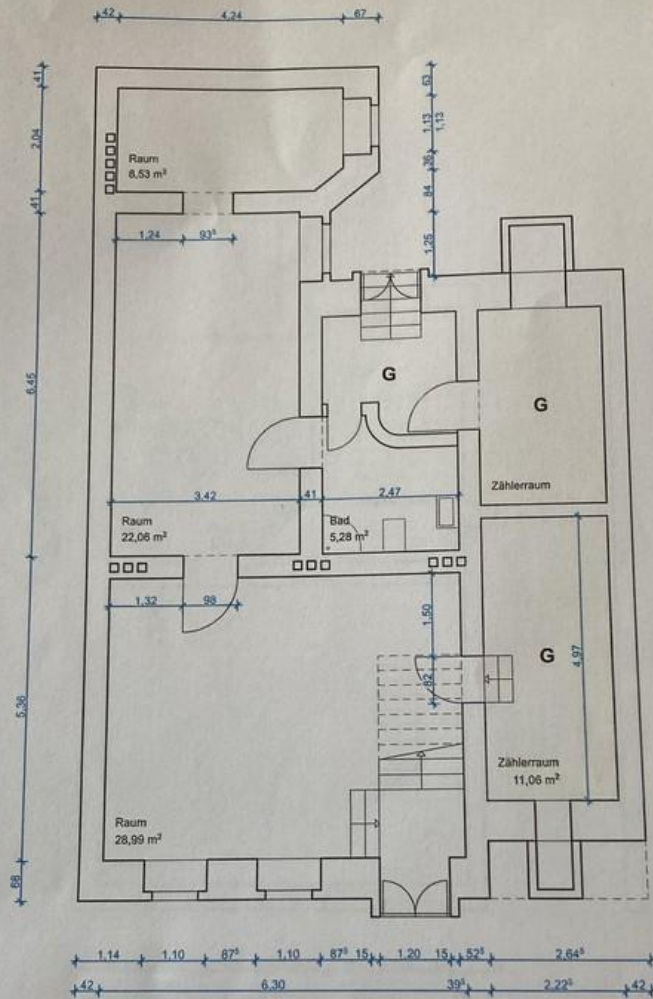 42 4,24 67
41
2,04
41
63
1,13
1,13
36
84
1,25
Raum
8,53 m²
1,24 93⁵
6,45
G
G
Zählerraum
3,42 41 2,47
Raum
22,06 m²
Bad
5,28 m²
1,32 98
1,50
82
G
4,97
5,36
Zählerraum
11,06 m²
Raum
28,99 m²
68
1,14 1,10 87⁵ 1,10 87⁵ 15 1,20 15 52⁵ 2,64⁵
42 6,30 39⁵ 2,22⁵ 42